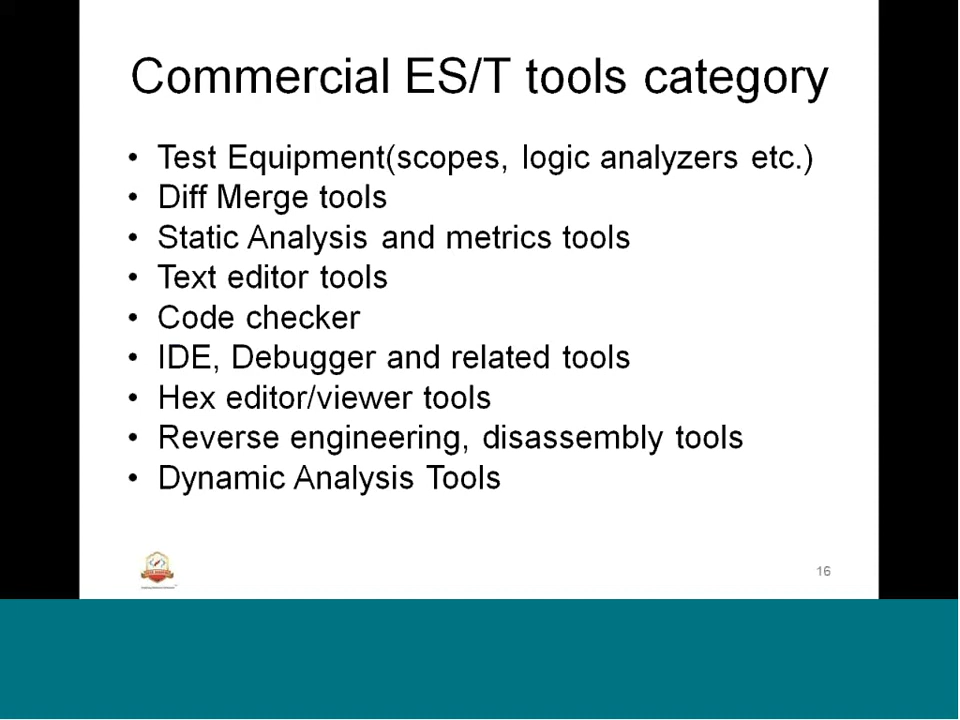 Commercial ES/T tools category
• Test Equipment(scopes, logic analyzers etc.)
• Diff Merge tools
• Static Analysis and metrics tools
• Text editor tools
• Code checker
• IDE, Debugger and related tools
• Hex editor/viewer tools
• Reverse engineering, disassembly tools
• Dynamic Analysis Tools
16